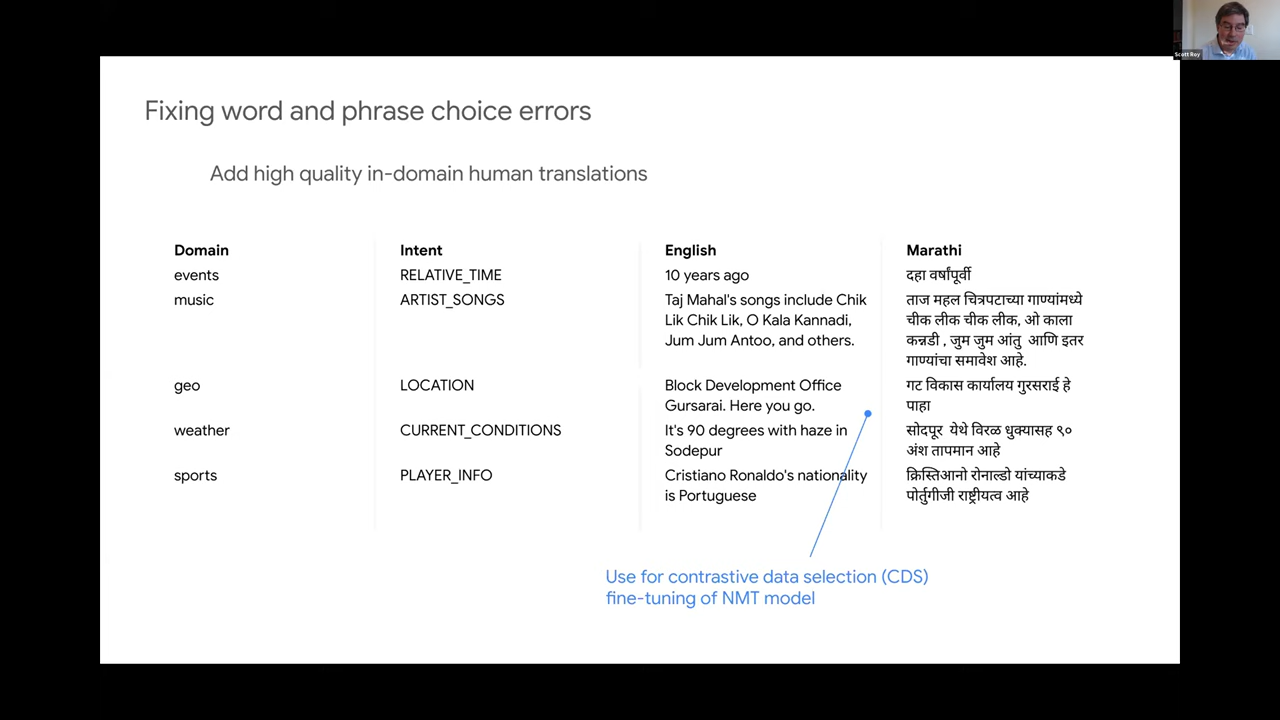 Scott Roy
Fixing word and phrase choice errors
Add high quality in-domain human translations
Domain
Intent
English
Marathi
events
RELATIVE_TIME
10 years ago
दहा वर्षांपूर्वी
music
ARTIST_SONGS
Taj Mahal's songs include Chik
Lik Chik Lik, O Kala Kannadi,
Jum Jum Antoo, and others.
ताज महल चित्रपटाच्या गाण्यांमध्ये
चीक लीक चीक लीक, ओ काला
कन्नडी , जुम जुम आंतु  आणि इतर
गाण्यांचा समावेश आहे.
geo
LOCATION
Block Development Office
Gursarai. Here you go.
गट विकास कार्यालय गुरसराई हे
पाहा
weather
CURRENT_CONDITIONS
It's 90 degrees with haze in
Sodepur
सोदपूर  येथे विरळ धुक्यासह ९०
अंश तापमान आहे
sports
PLAYER_INFO
Cristiano Ronaldo's nationality
is Portuguese
क्रिस्तिआनो रोनाल्डो यांच्याकडे
पोर्तुगीजी राष्ट्रीयत्व आहे
Use for contrastive data selection (CDS)
fine-tuning of NMT model